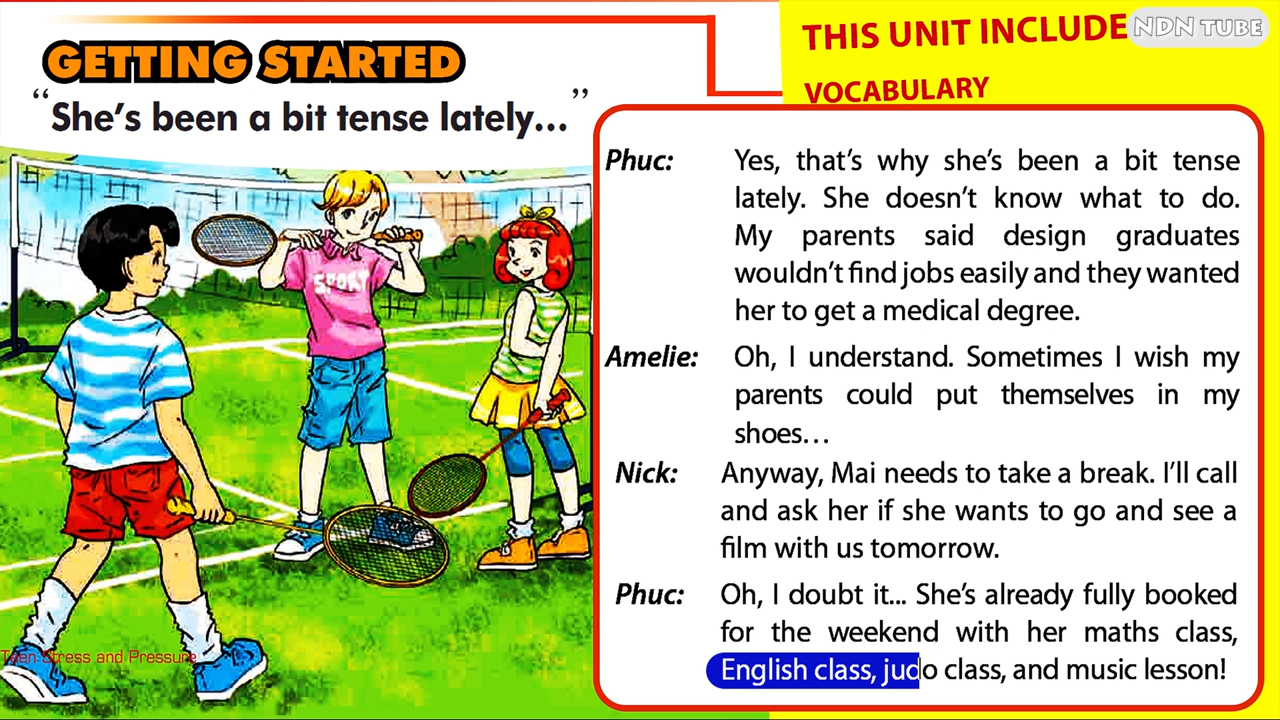 GETTING STARTED
“She’s been a bit tense lately...”
THIS UNIT INCLUDE
NDN TUBE
VOCABULARY
Phuc: Yes, that’s why she’s been a bit tense
lately. She doesn’t know what to do.
My parents said design graduates
wouldn’t find jobs easily and they wanted
her to get a medical degree.
Amelie: Oh, I understand. Sometimes I wish my
parents could put themselves in my
shoes…
Nick: Anyway, Mai needs to take a break. I’ll call
and ask her if she wants to go and see a
film with us tomorrow.
Phuc: Oh, I doubt it... She’s already fully booked
for the weekend with her maths class,
English class, judo class, and music lesson!
SPORT
Teen Stress and Pressure